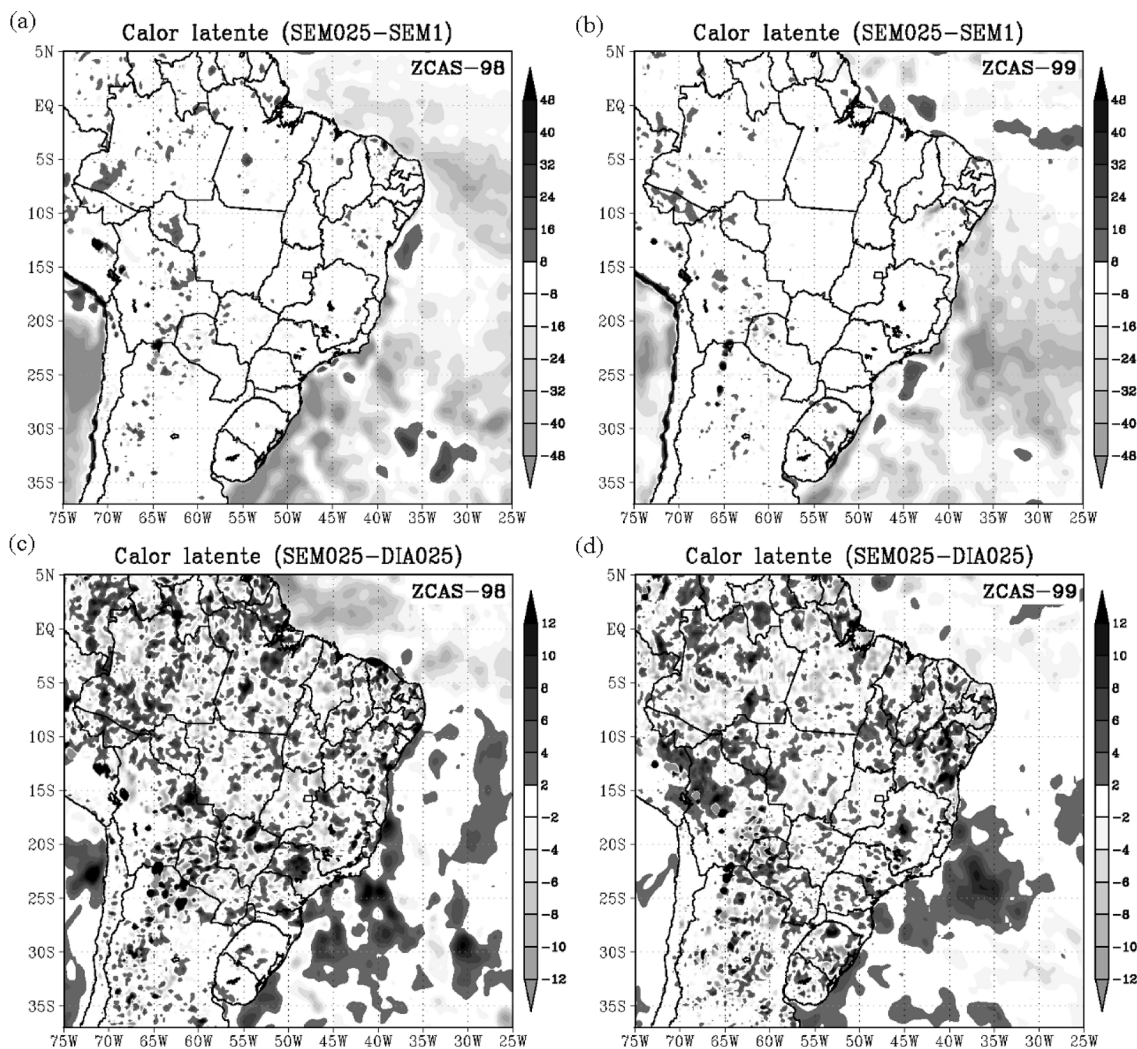 (a)
Calor latente (SEM025-SEM1)
ZCAS-98
5N
EQ
5S
10S
15S
20S
25S
30S
35S
75W 70W 65W 60W 55W 50W 45W 40W 35W 30W 25W
48
40
32
24
16
8
-8
-16
-24
-32
-40
-48
(b)
Calor latente (SEM025-SEM1)
ZCAS-99
5N
EQ
5S
10S
15S
20S
25S
30S
35S
75W 70W 65W 60W 55W 50W 45W 40W 35W 30W 25W
48
40
32
24
16
8
-8
-16
-24
-32
-40
-48
(c)
Calor latente (SEM025-DIA025)
ZCAS-98
5N
EQ
5S
10S
15S
20S
25S
30S
35S
75W 70W 65W 60W 55W 50W 45W 40W 35W 30W 25W
12
10
8
6
4
2
-2
-4
-6
-8
-10
-12
(d)
Calor latente (SEM025-DIA025)
ZCAS-99
5N
EQ
5S
10S
15S
20S
25S
30S
35S
75W 70W 65W 60W 55W 50W 45W 40W 35W 30W 25W
12
10
8
6
4
2
-2
-4
-6
-8
-10
-12